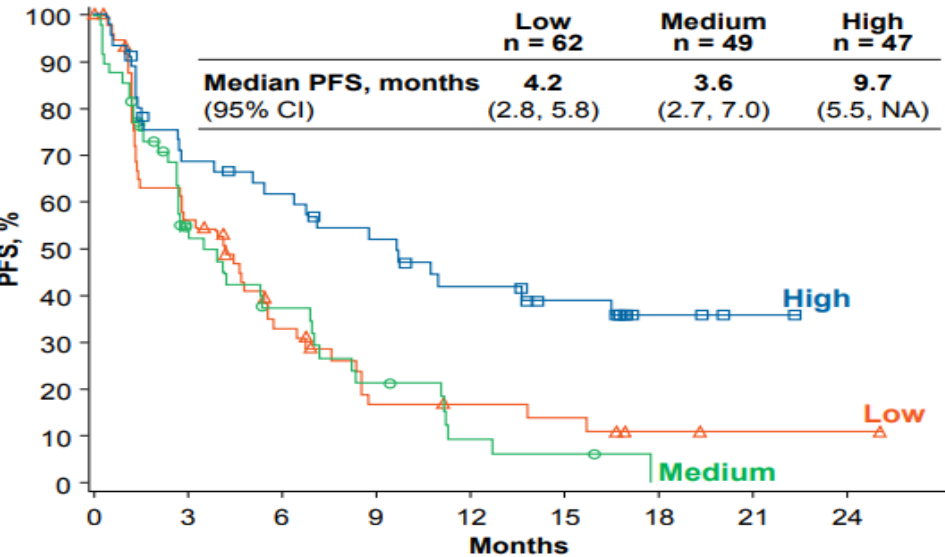 Low Medium High
n = 62 n = 49 n = 47
Median PFS, months 4.2 3.6 9.7
(95% CI) (2.8, 5.8) (2.7, 7.0) (5.5, NA)
100
90
80
70
60
50
40
30
20
10
0
PFS, %
High
Low
Medium
0 3 6 9 12 15 18 21 24
Months